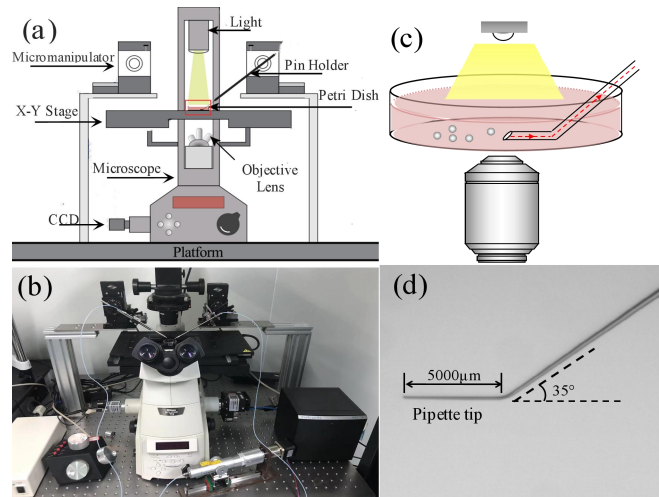 (a)
Light
Micromanipulator
Pin Holder
Petri Dish
X-Y Stage
Objective
Lens
Microscope
CCD
Platform
(b)
(c)
(d)
5000μm
35°
Pipette tip